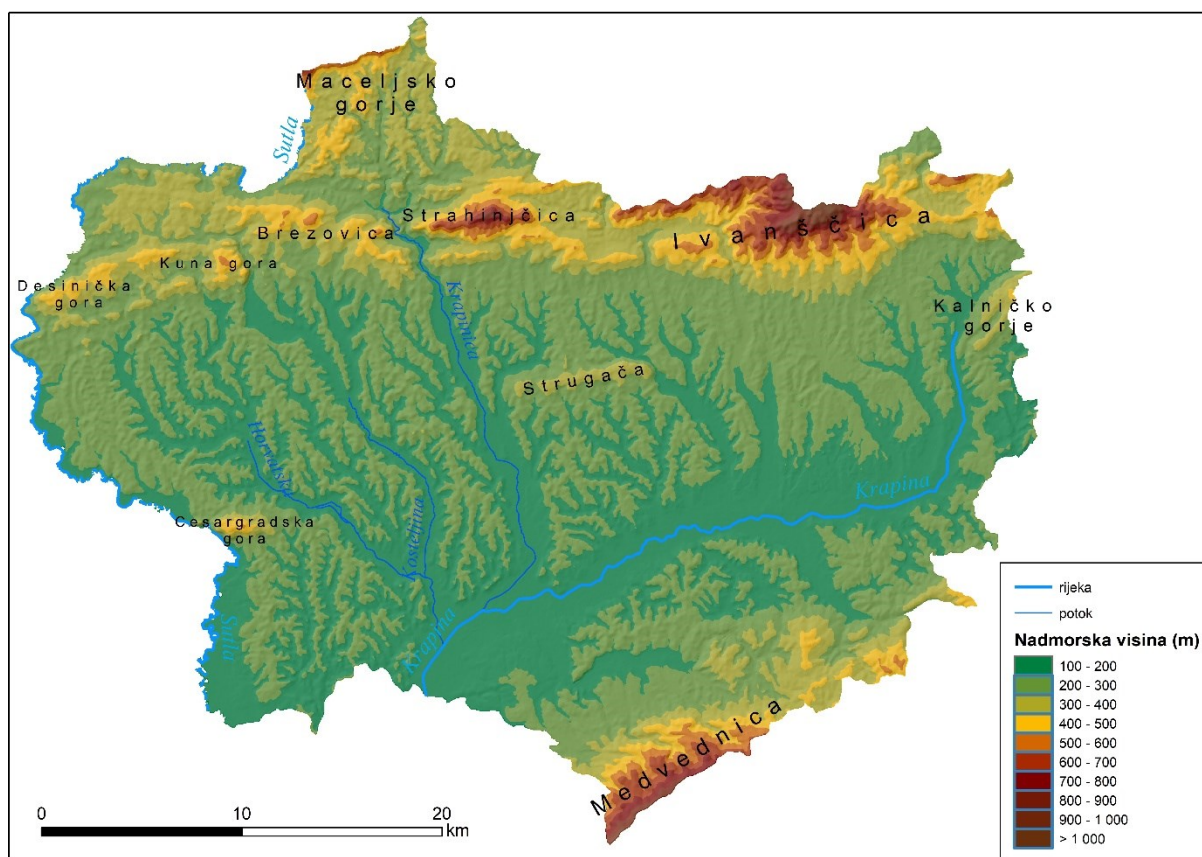 Maceljsko
gorje
Sutla
Strahinjčica
Ivanščica
Brezovica
Kuna gora
Desinička
gora
Krapinica
Kalničko
gorje
Strugača
Horvatska
Krapina
Cesargradska
gora
Kosteljina
Sutla
Krapina
Medvednica
rijeka
potok
Nadmorska visina (m)
100 - 200
200 - 300
300 - 400
400 - 500
500 - 600
600 - 700
700 - 800
800 - 900
900 - 1 000
> 1 000
0
10
20
km